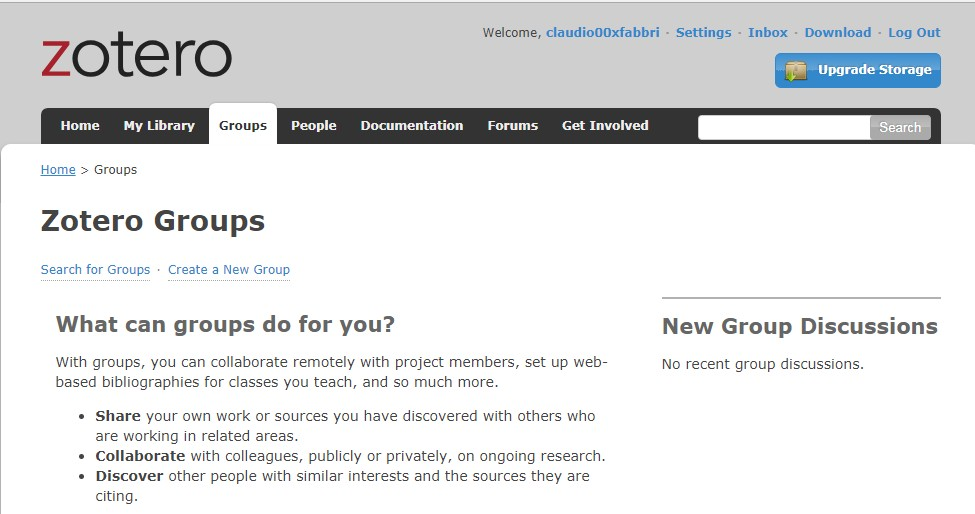 zotero
Welcome, claudio00xfabbri · Settings · Inbox · Download · Log Out
Upgrade Storage
Home My Library Groups People Documentation Forums Get Involved Search
Home > Groups
Zotero Groups
Search for Groups · Create a New Group
What can groups do for you?
With groups, you can collaborate remotely with project members, set up web-
based bibliographies for classes you teach, and so much more.
• Share your own work or sources you have discovered with others who
are working in related areas.
• Collaborate with colleagues, publicly or privately, on ongoing research.
• Discover other people with similar interests and the sources they are
citing.
New Group Discussions
No recent group discussions.